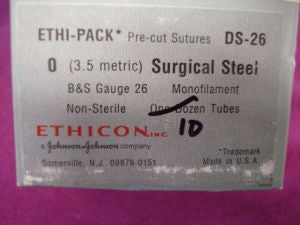 ETHI-PACK* Pre-cut Sutures DS-26
0 (3.5 metric) Surgical Steel
B&S Gauge 26 Monofilament
Non-Sterile One Dozen Tubes
10
ETHICON INC.
a Johnson & Johnson company
*Trademark
Somerville, N.J. 08876-0151 Made in U.S.A